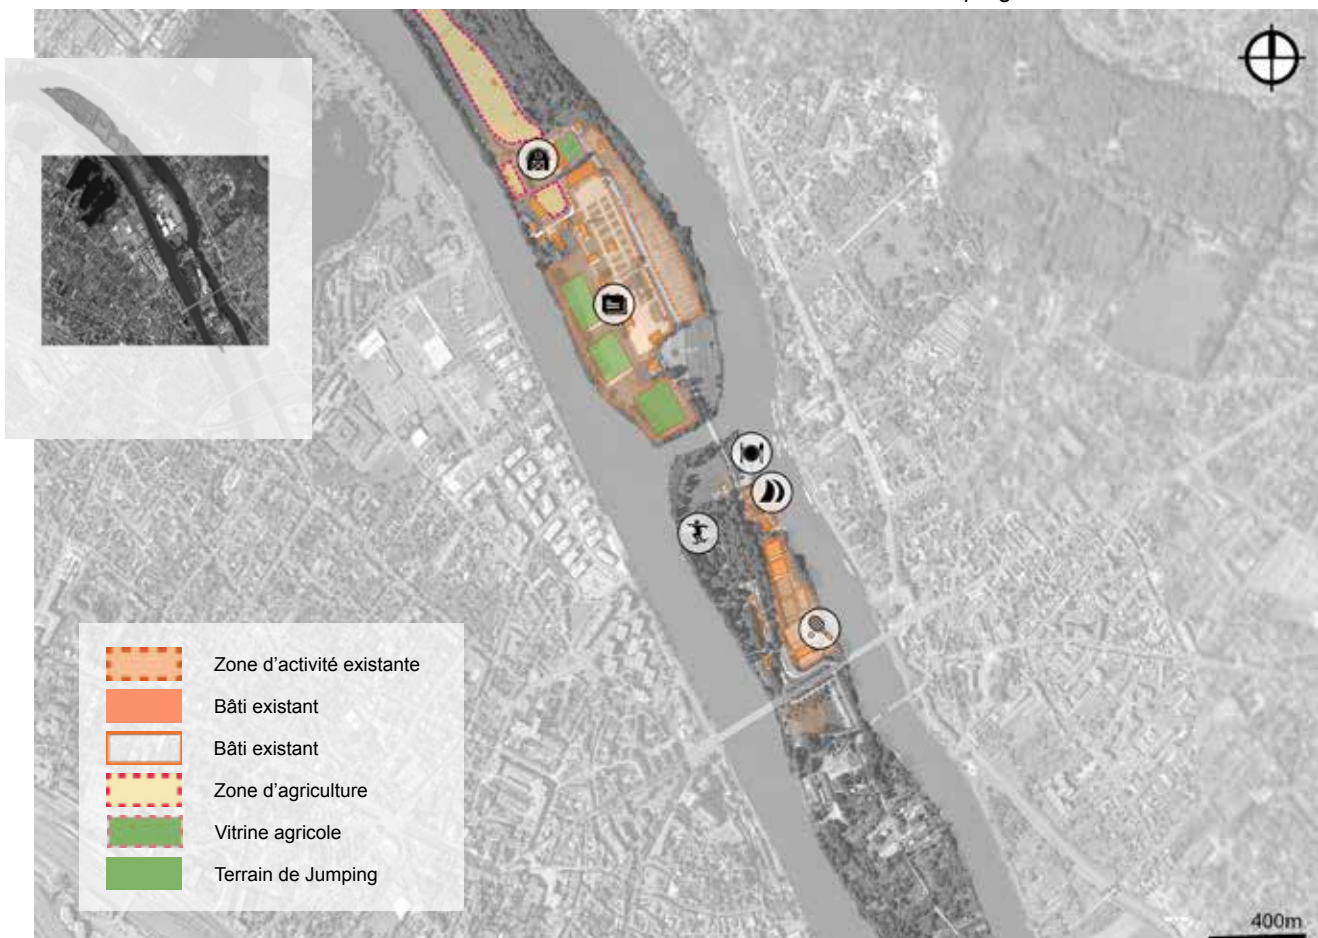 Zone d’activité existante
Bâti existant
Bâti existant
Zone d’agriculture
Vitrine agricole
Terrain de Jumping
400m